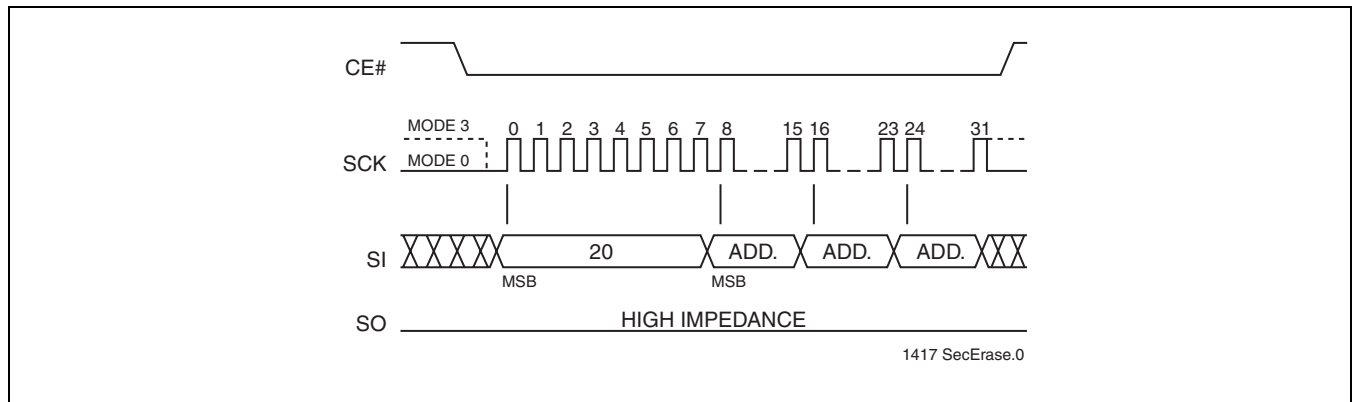 CE#
MODE 3
0 1 2 3 4 5 6 7 8 15 16 23 24 31
SCK
MODE 0
SI
20
ADD.
ADD.
ADD.
MSB
MSB
SO
HIGH IMPEDANCE
1417 SecErase.0